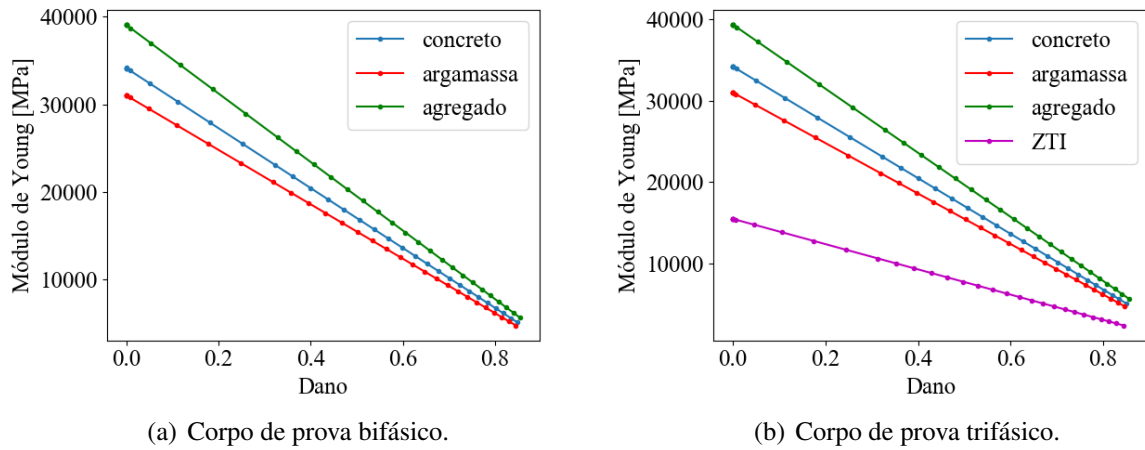 40000
30000
20000
10000
Módulo de Young [MPa]
concreto
argamassa
agregado
0.0 0.2 0.4 0.6 0.8
Dano
(a) Corpo de prova bifásico.
40000
30000
20000
10000
Módulo de Young [MPa]
concreto
argamassa
agregado
ZTI
0.0 0.2 0.4 0.6 0.8
Dano
(b) Corpo de prova trifásico.